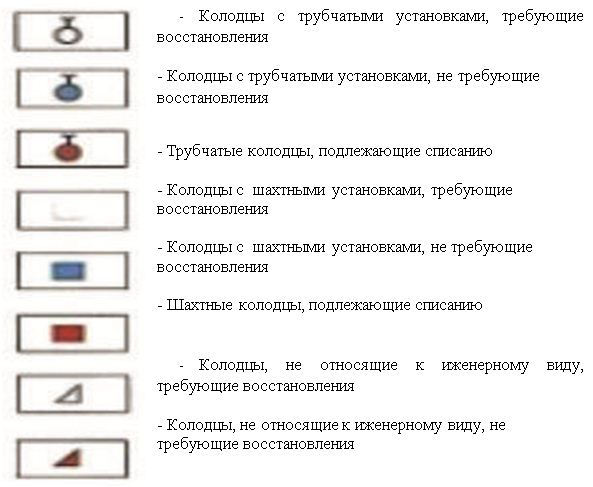 - Колодцы с трубчатыми установками, требующие
восстановления
- Колодцы с трубчатыми установками, не требующие
восстановления
- Трубчатые колодцы, подлежащие списанию
- Колодцы с шахтными установками, требующие
восстановления
- Колодцы с шахтными установками, не требующие
восстановления
- Шахтные колодцы, подлежащие списанию
- Колодцы, не относящие к иженерному виду,
требующие восстановления
- Колодцы, не относящие к иженерному виду, не
требующие восстановления